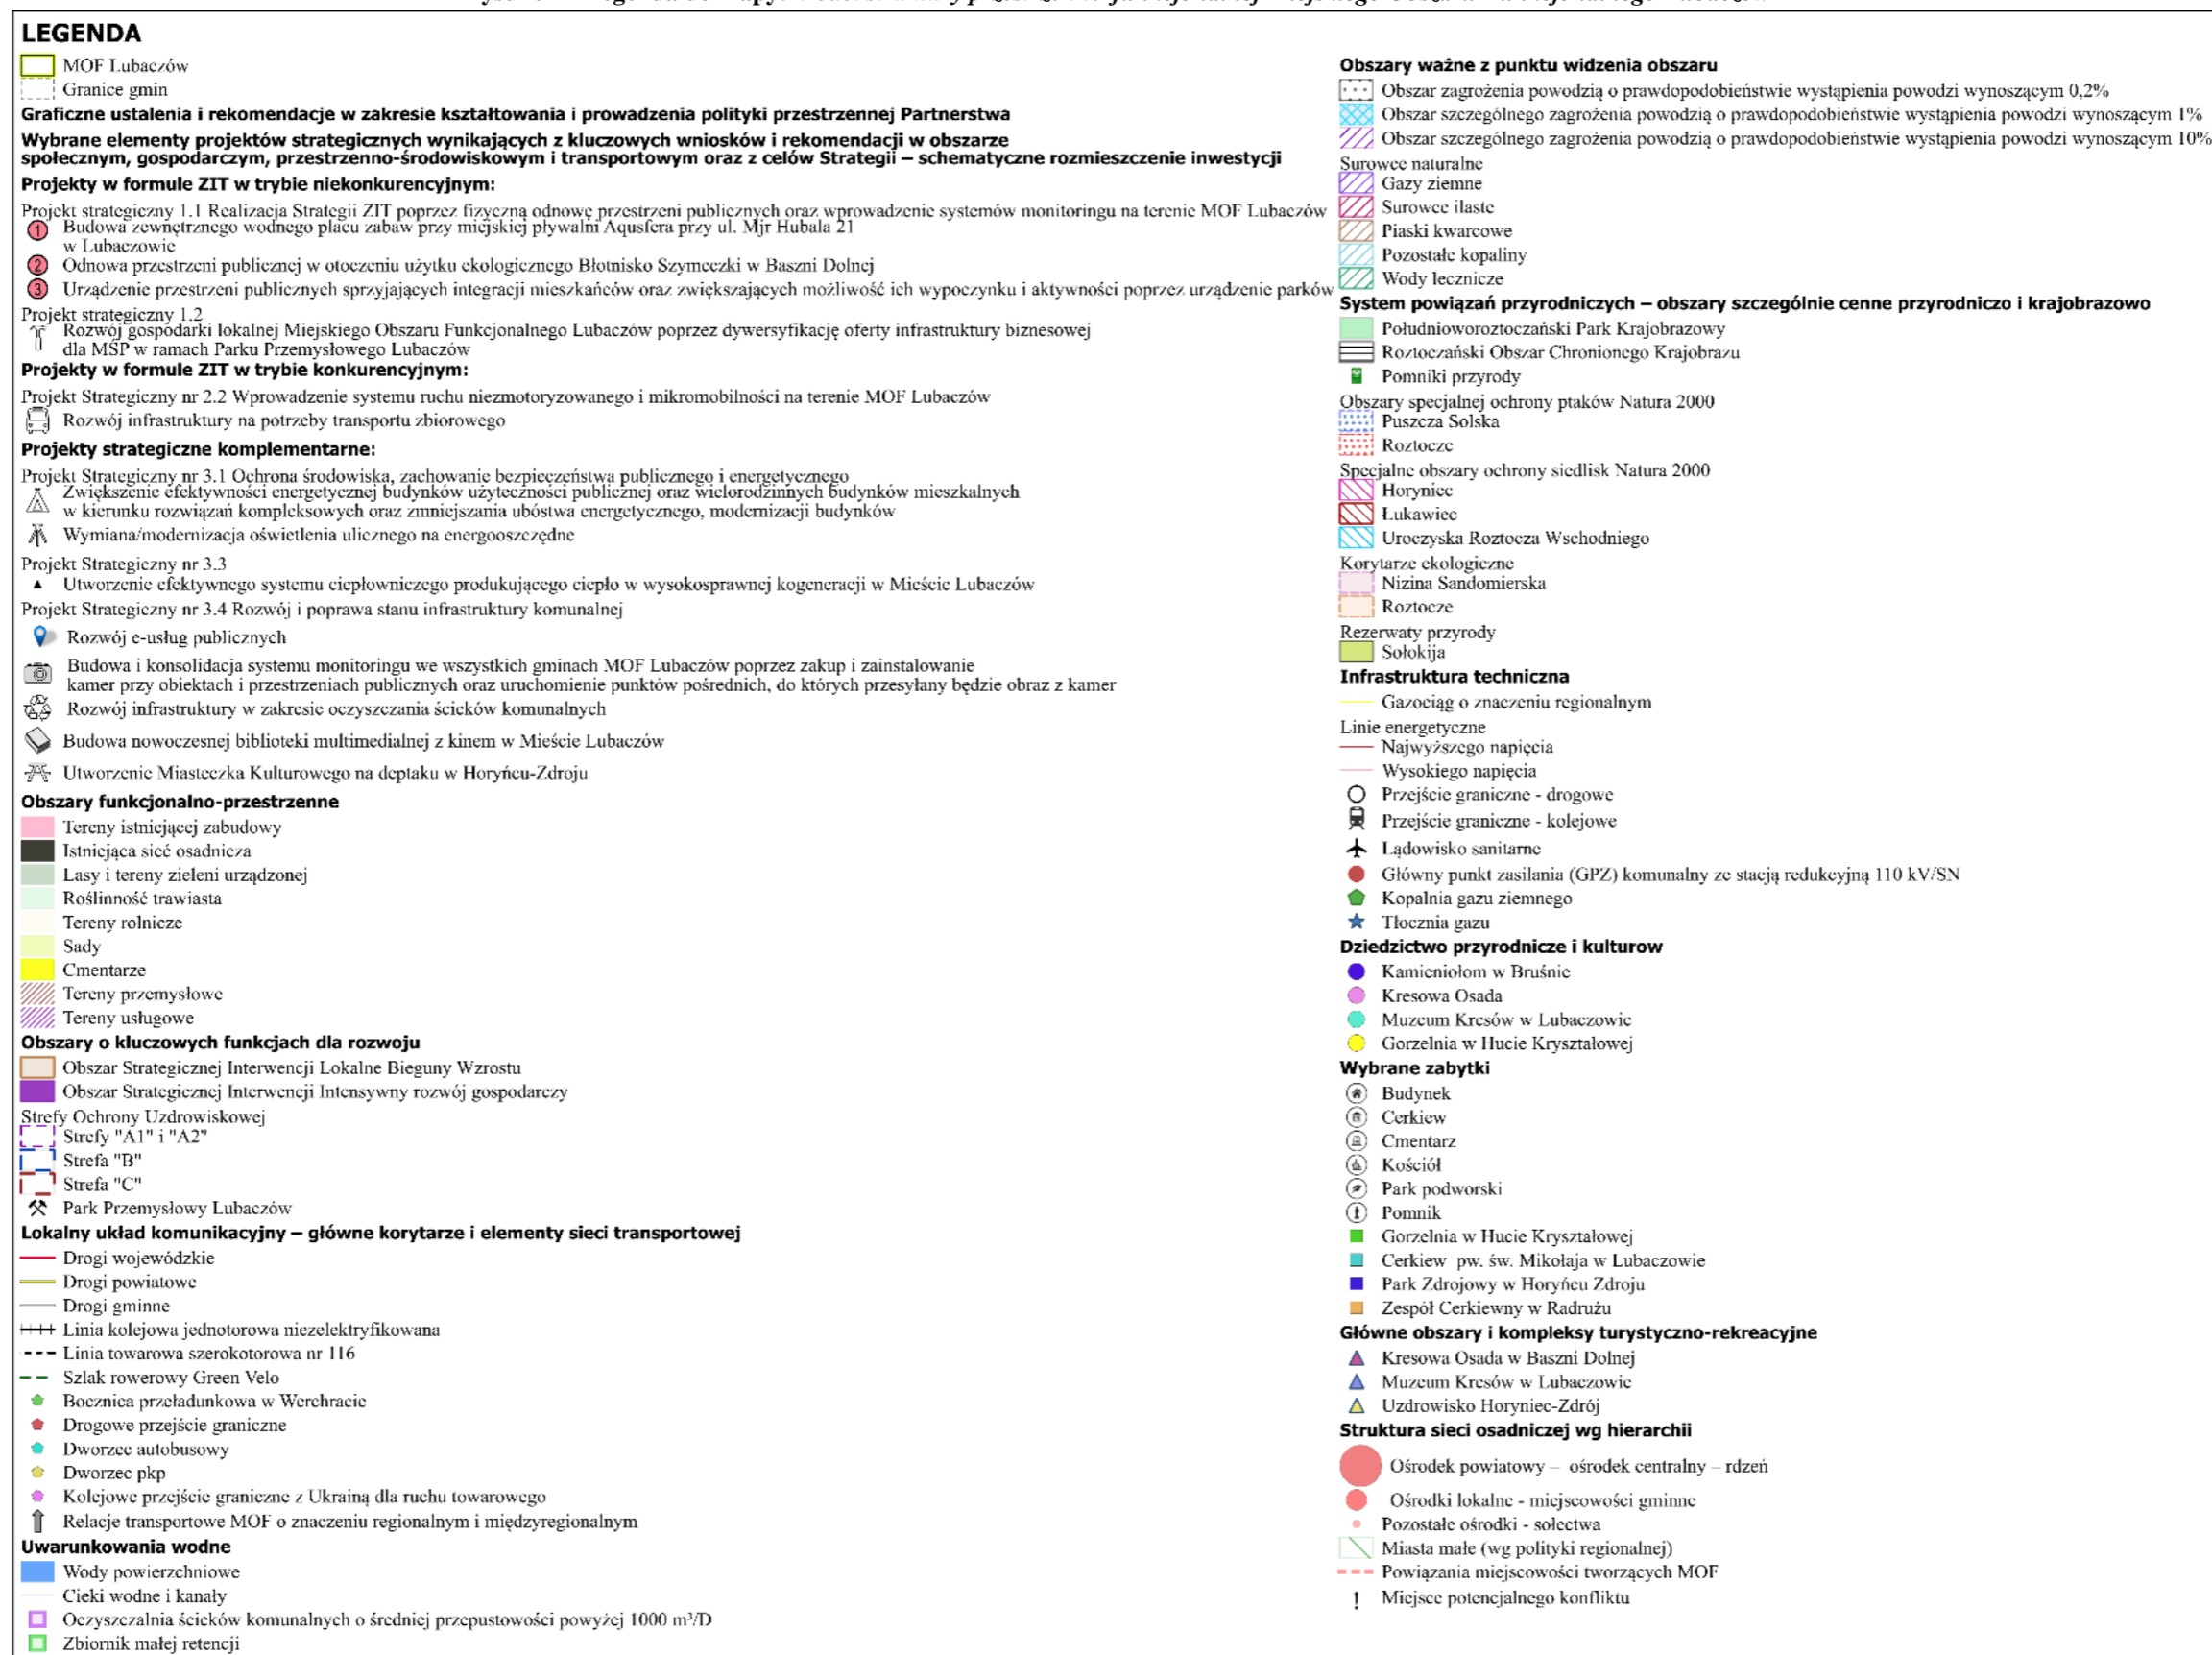 LEGENDA
MOF Lubaczów
Granice gmin
Graficzne ustalenia i rekomendacje w zakresie kształtowania i prowadzenia polityki przestrzennej Partnerstwa
Wybrane elementy projektów strategicznych wynikających z kluczowych wniosków i rekomendacji w obszarze
społecznym, gospodarczym, przestrzenno-środowiskowym i transportowym oraz z celów Strategii – schematyczne rozmieszczenie inwestycji
Projekty w formule ZIT w trybie niekonkurencyjnym:
Projekt strategiczny 1.1 Realizacja Strategii ZIT poprzez fizyczną odnowę przestrzeni publicznych oraz wprowadzenie systemów monitoringu na terenie MOF Lubaczów
1 Budowa zewnętrznego wodnego placu zabaw przy miejskiej pływalni Aqusfera przy ul. Mjr Hubala 21
w Lubaczowie
2 Odnowa przestrzeni publicznej w otoczeniu użytku ekologicznego Błotnisko Szymeczki w Baszni Dolnej
3 Urządzenie przestrzeni publicznych sprzyjających integracji mieszkańców oraz zwiększających możliwość ich wypoczynku i aktywności poprzez urządzenie parków
Projekt strategiczny 1.2
Rozwój gospodarki lokalnej Miejskiego Obszaru Funkcjonalnego Lubaczów poprzez dywersyfikację oferty infrastruktury biznesowej
dla MŚP w ramach Parku Przemysłowego Lubaczów
Projekty w formule ZIT w trybie konkurencyjnym:
Projekt Strategiczny nr 2.2 Wprowadzenie systemu ruchu niezmotoryzowanego i mikromobilności na terenie MOF Lubaczów
Rozwój infrastruktury na potrzeby transportu zbiorowego
Projekty strategiczne komplementarne:
Projekt Strategiczny nr 3.1 Ochrona środowiska, zachowanie bezpieczeństwa publicznego i energetycznego
Zwiększenie efektywności energetycznej budynków użyteczności publicznej oraz wielorodzinnych budynków mieszkalnych
w kierunku rozwiązań kompleksowych oraz zmniejszania ubóstwa energetycznego, modernizacji budynków
Wymiana/modernizacja oświetlenia ulicznego na energooszczędne
Projekt Strategiczny nr 3.3
Utworzenie efektywnego systemu ciepłowniczego produkującego ciepło w wysokosprawnej kogeneracji w Mieście Lubaczów
Projekt Strategiczny nr 3.4 Rozwój i poprawa stanu infrastruktury komunalnej
Rozwój e-usług publicznych
Budowa i konsolidacja systemu monitoringu we wszystkich gminach MOF Lubaczów poprzez zakup i zainstalowanie
kamer przy obiektach i przestrzeniach publicznych oraz uruchomienie punktów pośrednich, do których przesyłany będzie obraz z kamer
Rozwój infrastruktury w zakresie oczyszczania ścieków komunalnych
Budowa nowoczesnej biblioteki multimedialnej z kinem w Mieście Lubaczów
Utworzenie Miasteczka Kulturowego na deptaku w Horyńcu-Zdroju
Obszary funkcjonalno-przestrzenne
Tereny istniejącej zabudowy
Istniejąca sieć osadnicza
Lasy i tereny zieleni urządzonej
Roślinność trawiasta
Tereny rolnicze
Sady
Cmentarze
Tereny przemysłowe
Tereny usługowe
Obszary o kluczowych funkcjach dla rozwoju
Obszar Strategicznej Interwencji Lokalne Bieguny Wzrostu
Obszar Strategicznej Interwencji Intensywny rozwój gospodarczy
Strefy Ochrony Uzdrowiskowej
Strefy "A1" i "A2"
Strefa "B"
Strefa "C"
Park Przemysłowy Lubaczów
Lokalny układ komunikacyjny – główne korytarze i elementy sieci transportowej
Drogi wojewódzkie
Drogi powiatowe
Drogi gminne
Linia kolejowa jednotorowa niezelektryfikowana
Linia towarowa szerokotorowa nr 116
Szlak rowerowy Green Velo
Bocznica przeładunkowa w Werchracie
Drogowe przejście graniczne
Dworzec autobusowy
Dworzec pkp
Kolejowe przejście graniczne z Ukrainą dla ruchu towarowego
Relacje transportowe MOF o znaczeniu regionalnym i międzyregionalnym
Uwarunkowania wodne
Wody powierzchniowe
Cieki wodne i kanały
Oczyszczalnia ścieków komunalnych o średniej przepustowości powyżej 1000 m³/D
Zbiornik małej retencji
Obszary ważne z punktu widzenia obszaru
Obszar zagrożenia powodzią o prawdopodobieństwie wystąpienia powodzi wynoszącym 0,2%
Obszar szczególnego zagrożenia powodzią o prawdopodobieństwie wystąpienia powodzi wynoszącym 1%
Obszar szczególnego zagrożenia powodzią o prawdopodobieństwie wystąpienia powodzi wynoszącym 10%
Surowce naturalne
Gazy ziemne
Surowce ilaste
Piaski kwarcowe
Pozostałe kopaliny
Wody lecznicze
System powiązań przyrodniczych – obszary szczególnie cenne przyrodniczo i krajobrazowo
Południoworoztoczański Park Krajobrazowy
Roztoczański Obszar Chronionego Krajobrazu
Pomniki przyrody
Obszary specjalnej ochrony ptaków Natura 2000
Puszcza Solska
Roztocze
Specjalne obszary ochrony siedlisk Natura 2000
Horyniec
Łukawiec
Uroczyska Roztocza Wschodniego
Korytarze ekologiczne
Nizina Sandomierska
Roztocze
Rezerwaty przyrody
Sołokija
Infrastruktura techniczna
Gazociąg o znaczeniu regionalnym
Linie energetyczne
Najwyższego napięcia
Wysokiego napięcia
Przejście graniczne - drogowe
Przejście graniczne - kolejowe
Lądowisko sanitarne
Główny punkt zasilania (GPZ) komunalny ze stacją redukcyjną 110 kV/SN
Kopalnia gazu ziemnego
Tłocznia gazu
Dziedzictwo przyrodnicze i kulturow
Kamieniołom w Bruśnie
Kresowa Osada
Muzeum Kresów w Lubaczowie
Gorzelnia w Hucie Kryształowej
Wybrane zabytki
Budynek
Cerkiew
Cmentarz
Kościół
Park podworski
Pomnik
Gorzelnia w Hucie Kryształowej
Cerkiew pw. św. Mikołaja w Lubaczowie
Park Zdrojowy w Horyńcu Zdroju
Zespół Cerkiewny w Radrużu
Główne obszary i kompleksy turystyczno-rekreacyjne
Kresowa Osada w Baszni Dolnej
Muzeum Kresów w Lubaczowie
Uzdrowisko Horyniec-Zdrój
Struktura sieci osadniczej wg hierarchii
Ośrodek powiatowy – ośrodek centralny – rdzeń
Ośrodki lokalne - miejscowości gminne
Pozostałe ośrodki - sołectwa
Miasta małe (wg polityki regionalnej)
Powiązania miejscowości tworzących MOF
! Miejsce potencjalnego konfliktu